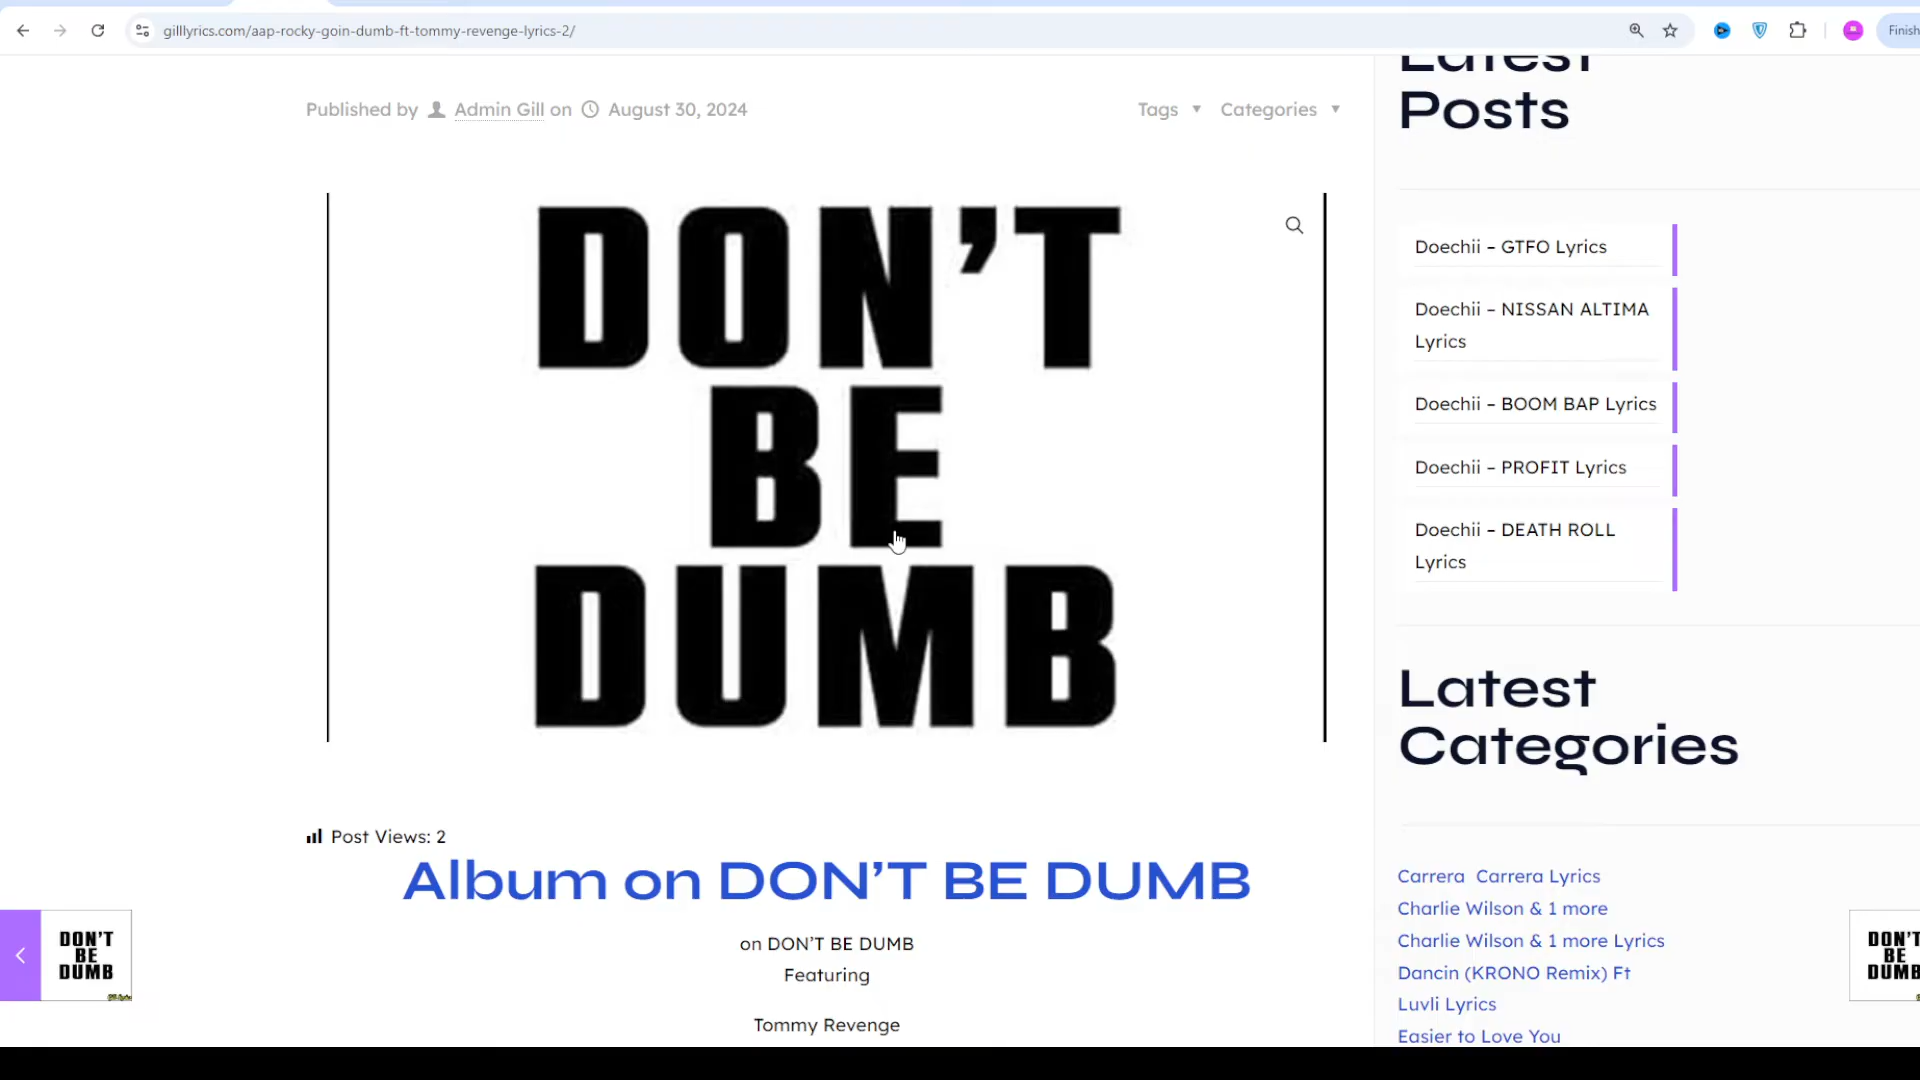 gilllyrics.com/aap-rocky-goin-dumb-ft-tommy-revenge-lyrics-2/
Finish
Published by Admin Gill on August 30, 2024
Tags Categories
DON'T
BE
DUMB
Post Views: 2
Album on DON'T BE DUMB
on DON'T BE DUMB
Featuring
Tommy Revenge
DON'T
BE
DUMB
Latest
Posts
Doechii – GTFO Lyrics
Doechii – NISSAN ALTIMA
Lyrics
Doechii – BOOM BAP Lyrics
Doechii – PROFIT Lyrics
Doechii – DEATH ROLL
Lyrics
Latest
Categories
Carrera Carrera Lyrics
Charlie Wilson & 1 more
Charlie Wilson & 1 more Lyrics
Dancin (KRONO Remix) Ft
Luvli Lyrics
Easier to Love You
DON'T
BE
DUMB